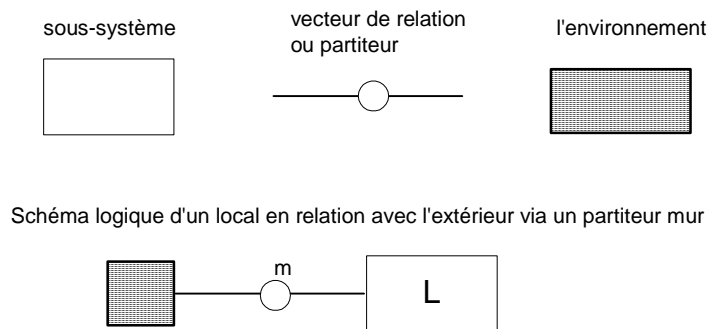 sous-système
vecteur de relation
ou partiteur
l'environnement
Schéma logique d'un local en relation avec l'extérieur via un partiteur mur
m
L